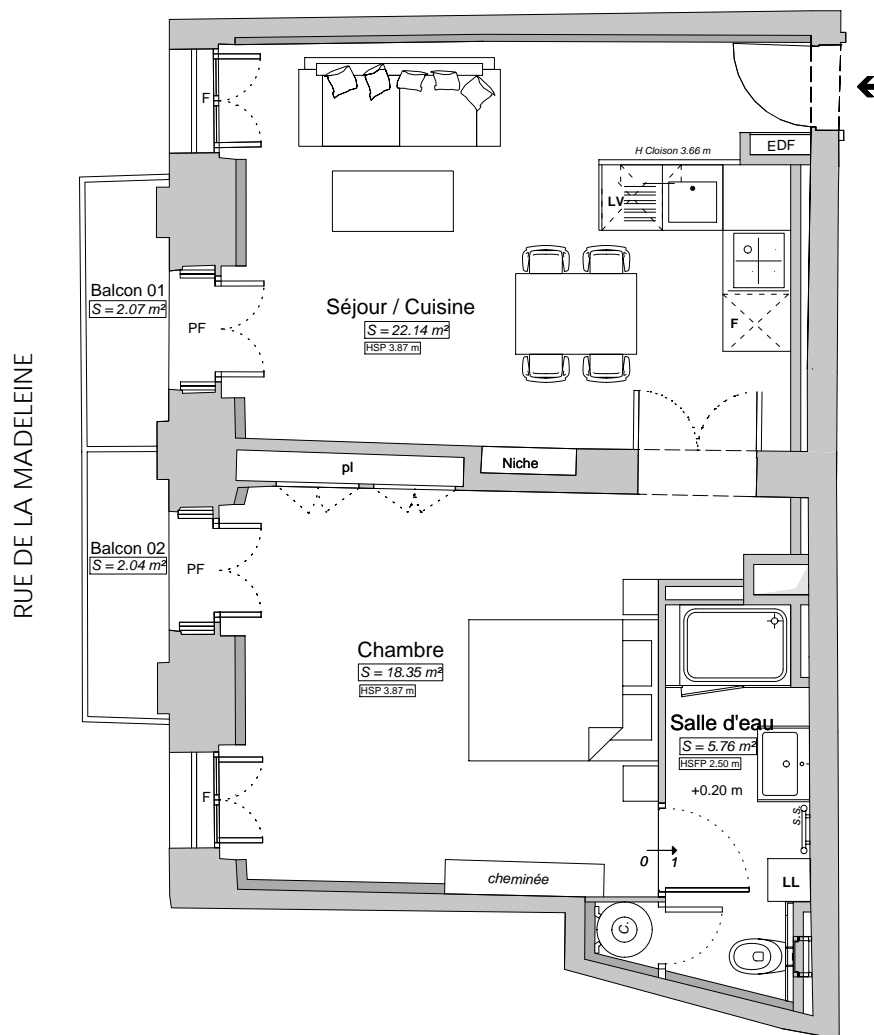 F
EDF
H Cloison 3.66 m
LV
Balcon 01
S = 2.07 m²
PF
Séjour / Cuisine
S = 22.14 m²
HSP 3.87 m
F
RUE DE LA MADELEINE
pl
Niche
Balcon 02
S = 2.04 m²
PF
Chambre
S = 18.35 m²
HSP 3.87 m
Salle d'eau
S = 5.76 m²
HSFP 2.50 m
+0.20 m
F
s.s.
0 1
cheminée
LL
C.